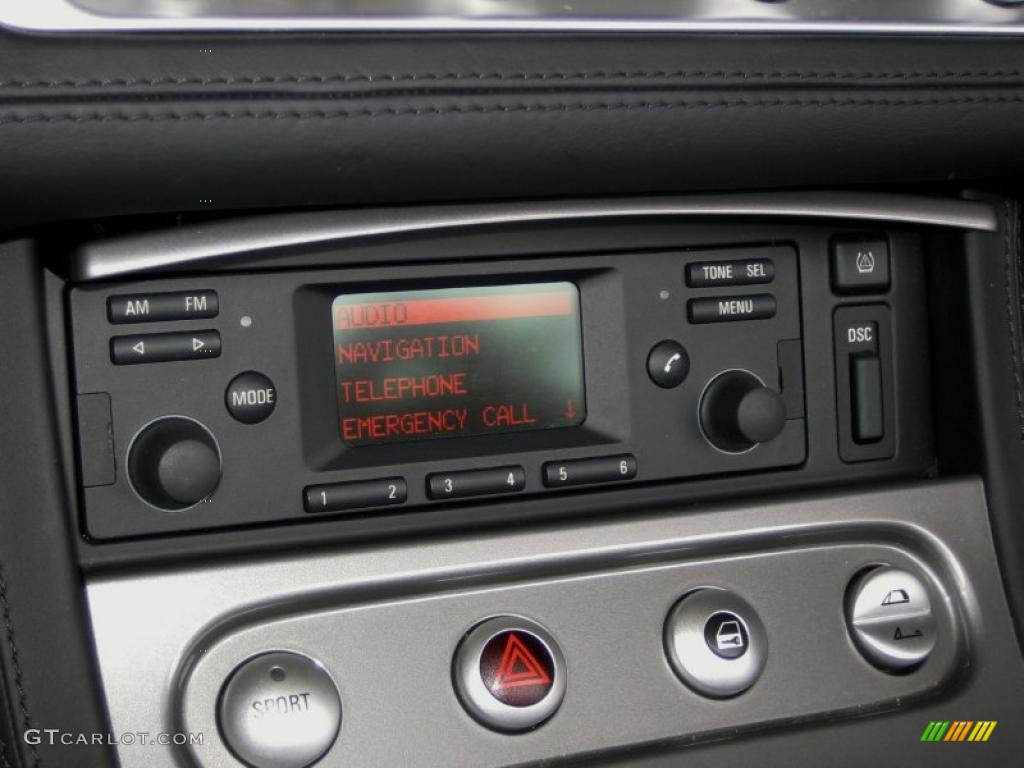 AM FM
MODE
AUDIO
NAVIGATION
TELEPHONE
EMERGENCY CALL ↓
TONE SEL
MENU
DSC
1 2
3 4
5 6
SPORT
GTCARLOT.COM